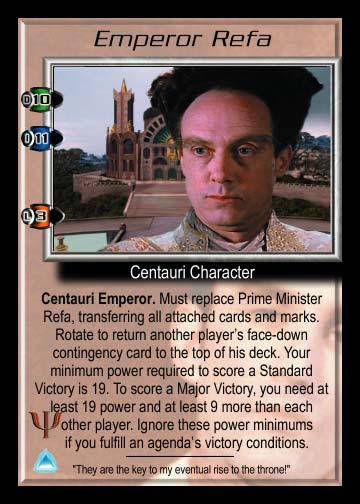 Emperor Refa
D 10
I 11
L 3
Centauri Character
Centauri Emperor. Must replace Prime Minister
Refa, transferring all attached cards and marks.
Rotate to return another player's face-down
contingency card to the top of his deck. Your
minimum power required to score a Standard
Victory is 19. To score a Major Victory, you need at
least 19 power and at least 9 more than each
other player. Ignore these power minimums
if you fulfill an agenda's victory conditions.
"They are the key to my eventual rise to the throne!"